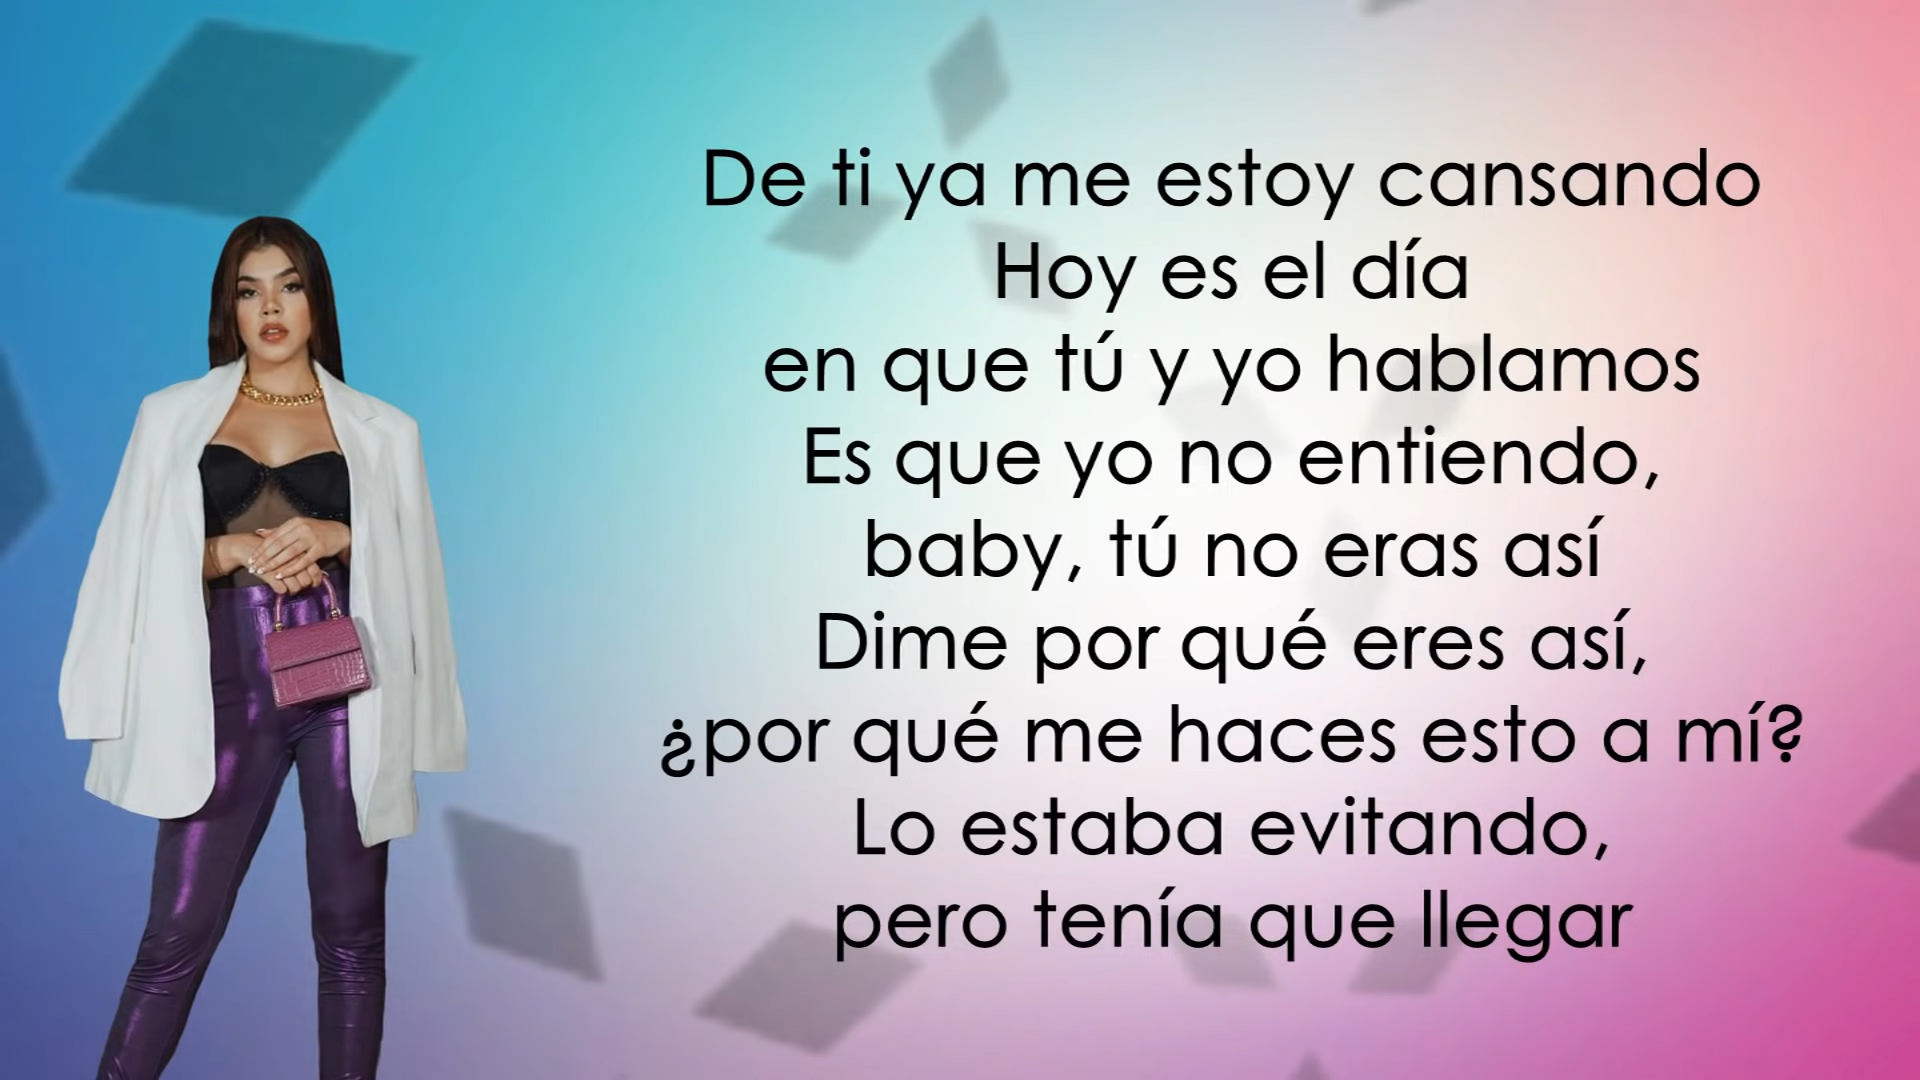 De ti ya me estoy cansando
Hoy es el día
en que tú y yo hablamos
Es que yo no entiendo,
baby, tú no eras así
Dime por qué eres así,
¿por qué me haces esto a mí?
Lo estaba evitando,
pero tenía que llegar